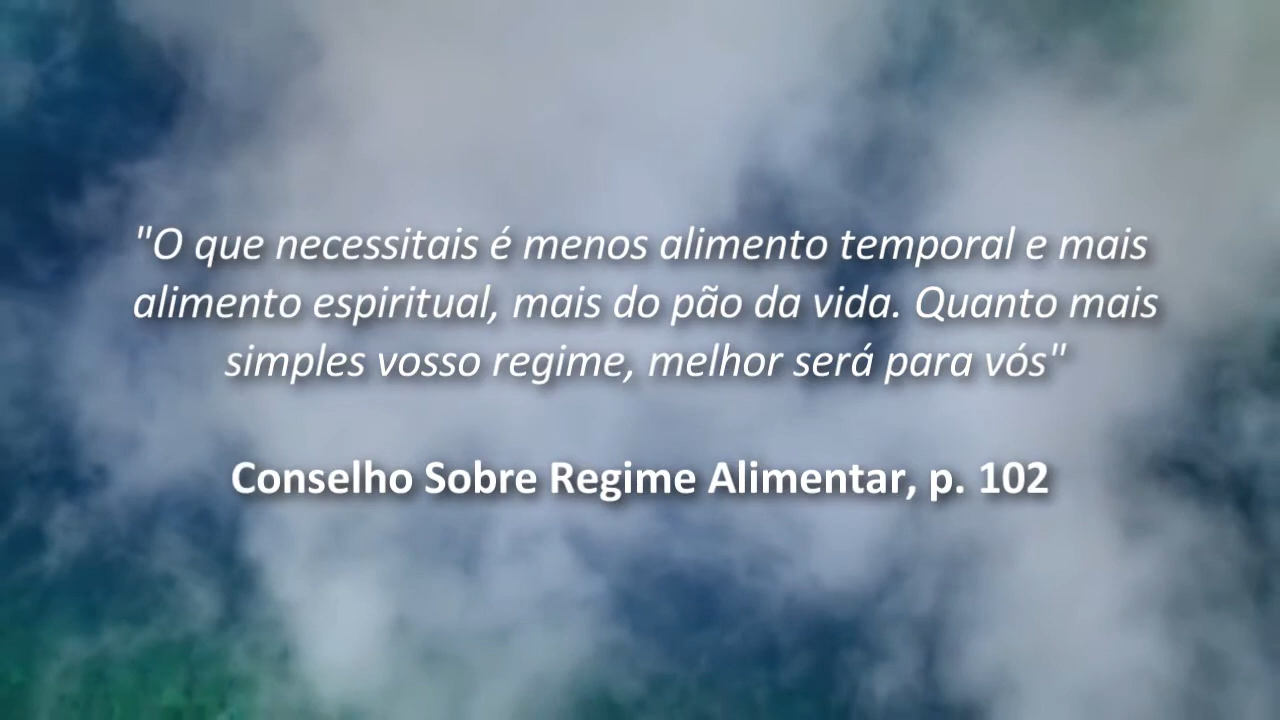 "O que necessitais é menos alimento temporal e mais
alimento espiritual, mais do pão da vida. Quanto mais
simples vosso regime, melhor será para vós"
Conselho Sobre Regime Alimentar, p. 102